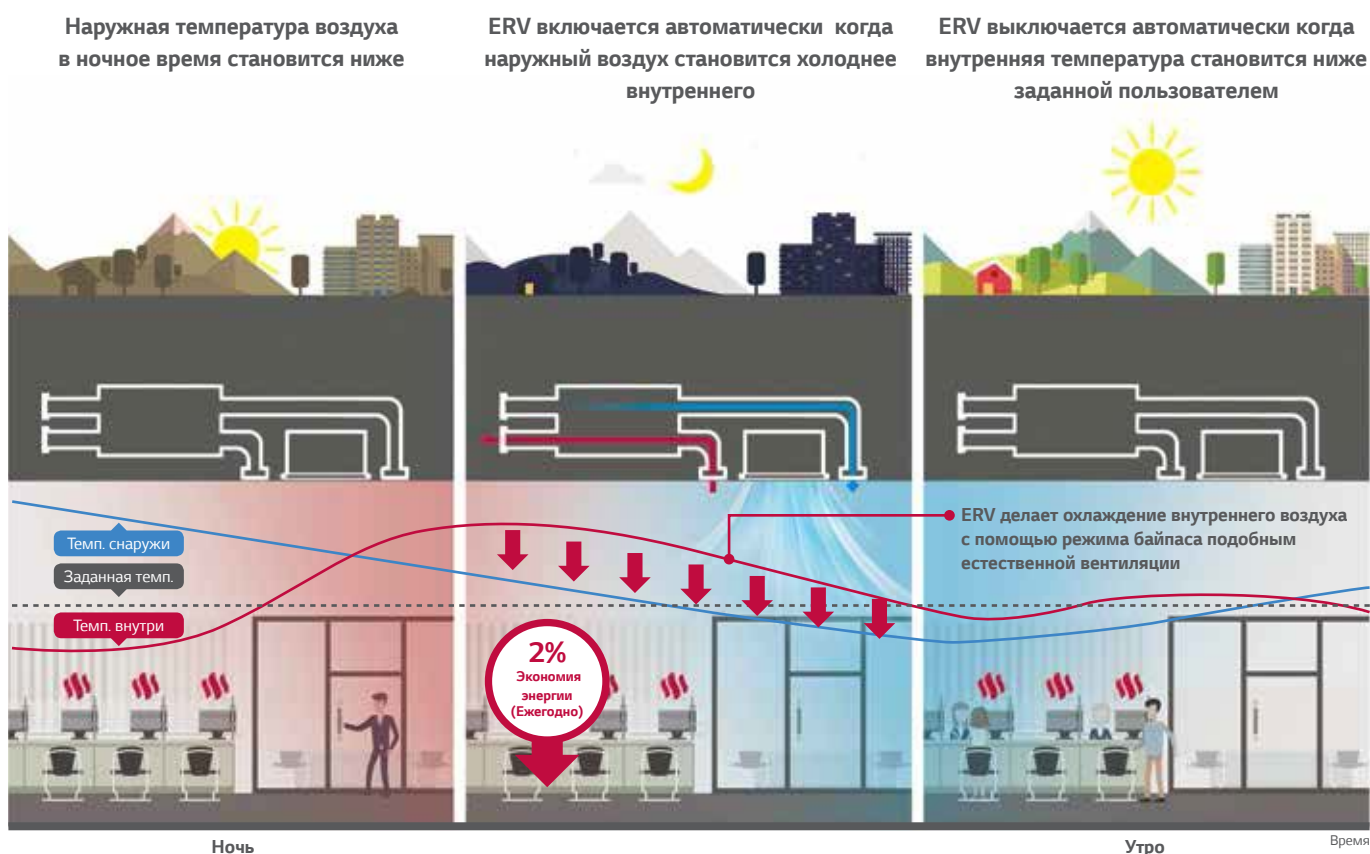 Наружная температура воздуха
в ночное время становится ниже
ERV включается автоматически когда
наружный воздух становится холоднее
внутреннего
ERV выключается автоматически когда
внутренняя температура становится ниже
заданной пользователем
Темп. снаружи
Заданная темп.
Темп. внутри
ERV делает охлаждение внутреннего воздуха
с помощью режима байпаса подобным
естественной вентиляции
2%
Экономия
энергии
(Ежегодно)
Ночь
Утро
Время